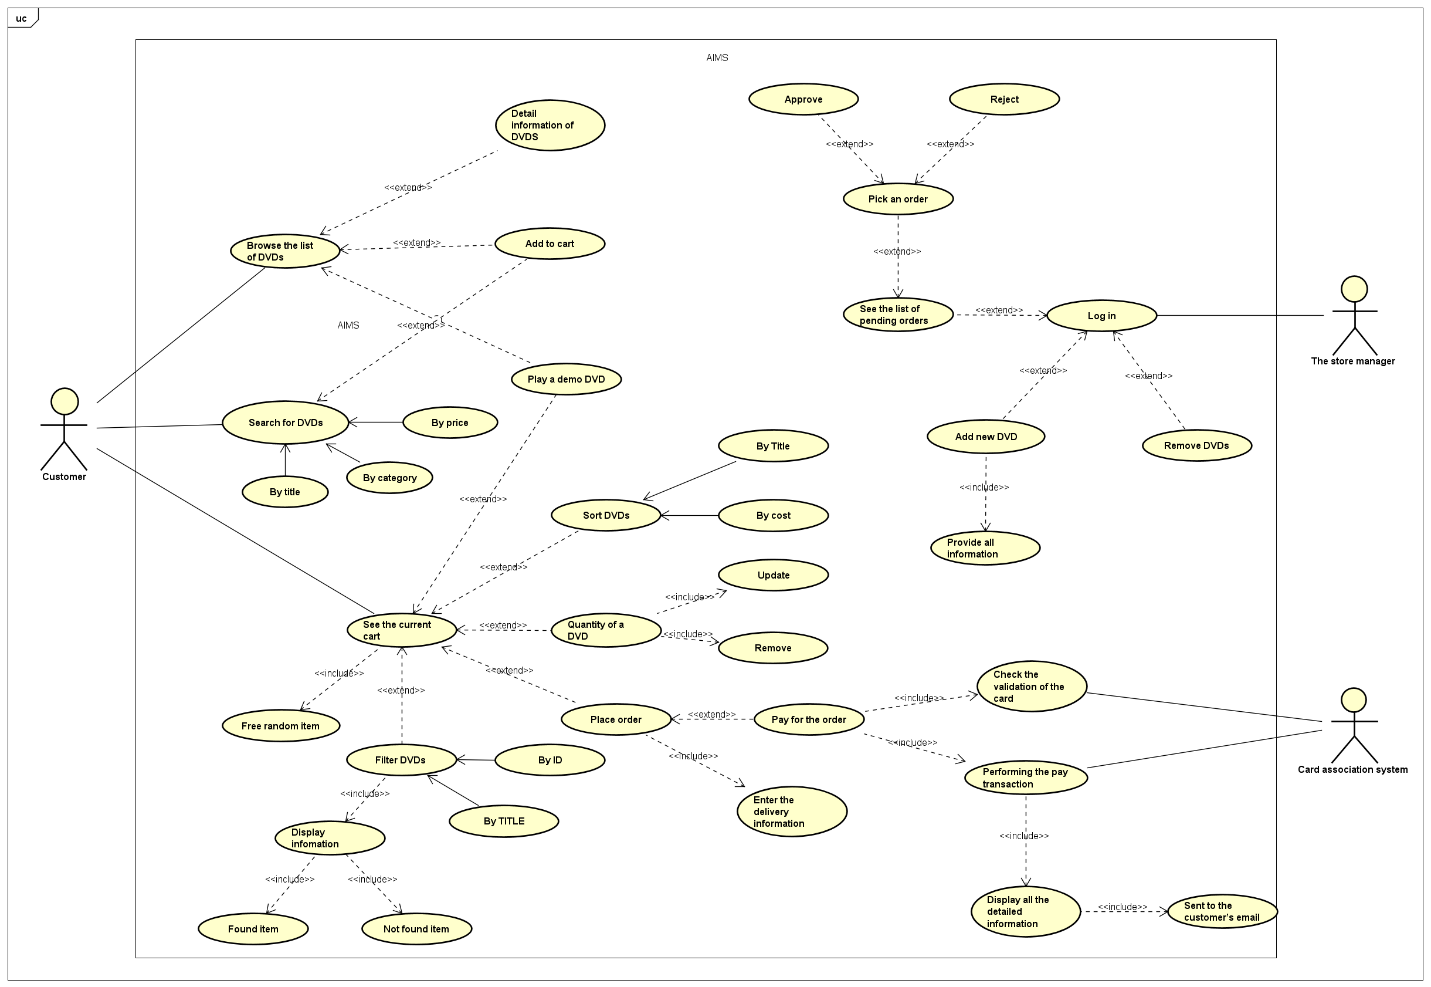 uc
AIMS
Approve
Reject
Detail
information of
DVDS
<<extend>>
<<extend>>
<<extend>>
Pick an order
Browse the list
of DVDs
<<extend>>
Add to cart
<<extend>>
See the list of
pending orders
<<extend>>
Log in
AIMS
<<extend>>
The store manager
Play a demo DVD
<<extend>>
<<extend>>
Search for DVDs
By price
Customer
By category
By title
By Title
Add new DVD
Remove DVDs
<<include>>
<<extend>>
Sort DVDs
By cost
Provide all
information
<<extend>>
Update
<<include>>
See the current
cart
<<extend>>
Quantity of a
DVD
<<include>>
Remove
<<include>>
<<extend>>
<<extend>>
Check the
validation of the
card
<<include>>
Free random item
Place order
<<extend>>
Pay for the order
<<include>>
<<include>>
Card association system
Filter DVDs
By ID
Performing the pay
transaction
<<include>>
By TITLE
Enter the
delivery
information
Display
infomation
<<include>>
<<include>>
<<include>>
Display all the
detailed
information
<<include>>
Sent to the
customer's email
Found item
Not found item